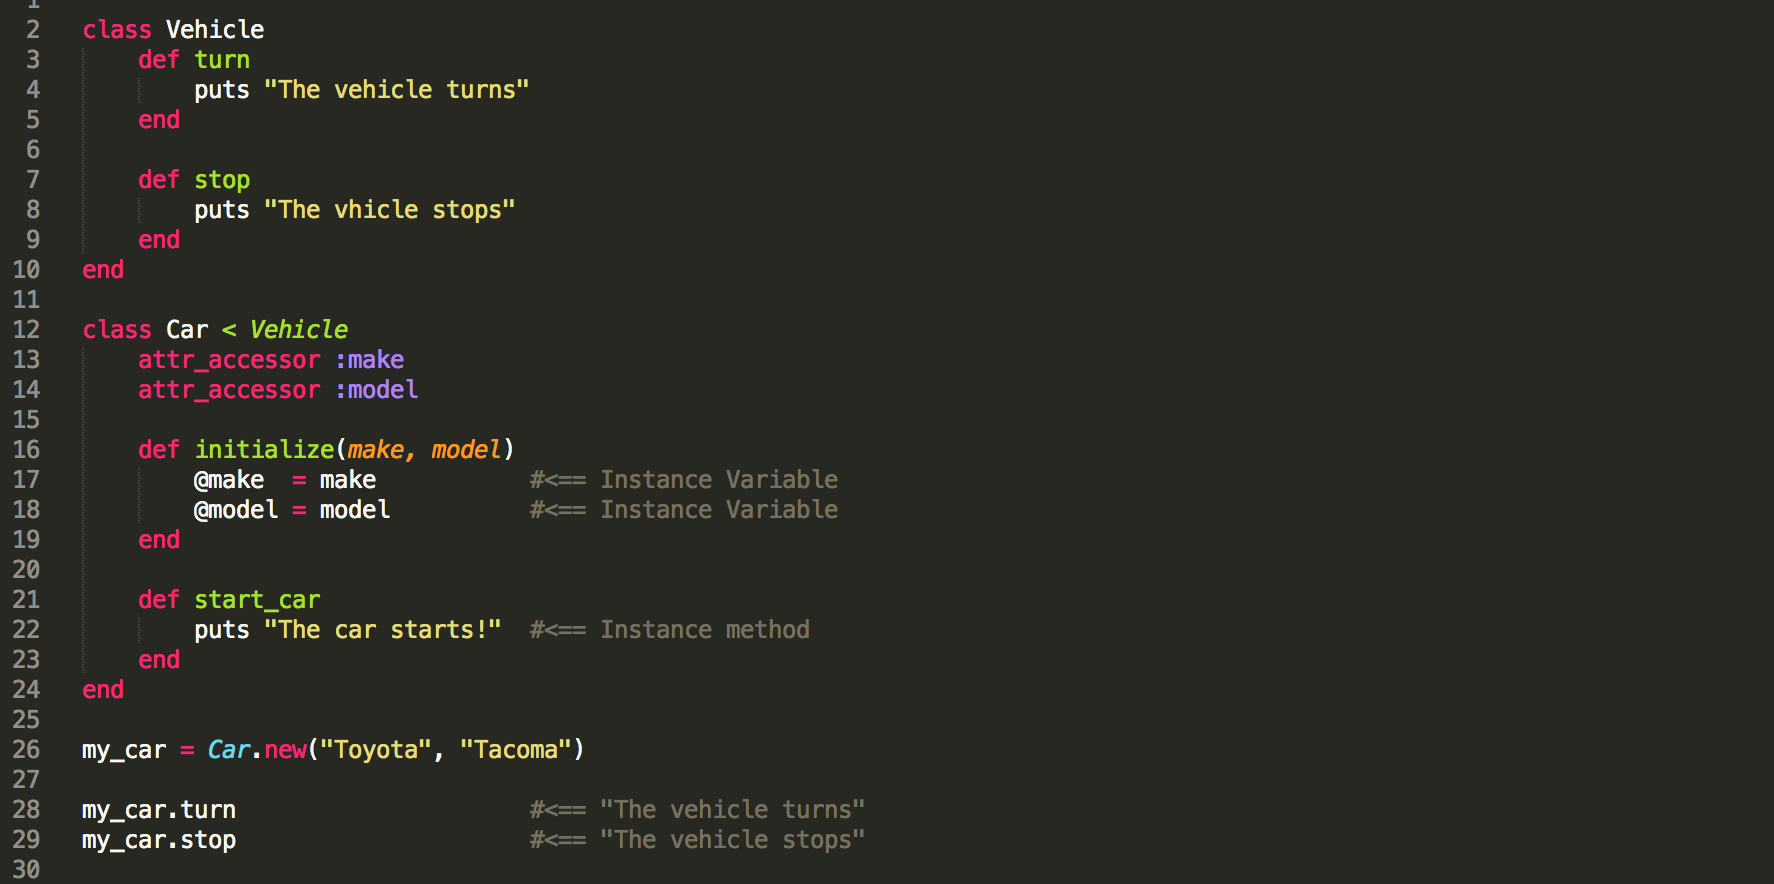 1
2 class Vehicle
3     def turn
4         puts "The vehicle turns"
5     end
6
7     def stop
8         puts "The vhicle stops"
9     end
10 end
11
12 class Car < Vehicle
13     attr_accessor :make
14     attr_accessor :model
15
16     def initialize(make, model)
17         @make  = make           #<== Instance Variable
18         @model = model          #<== Instance Variable
19     end
20
21     def start_car
22         puts "The car starts!"  #<== Instance method
23     end
24 end
25
26 my_car = Car.new("Toyota", "Tacoma")
27
28 my_car.turn                     #<== "The vehicle turns"
29 my_car.stop                     #<== "The vehicle stops"
30